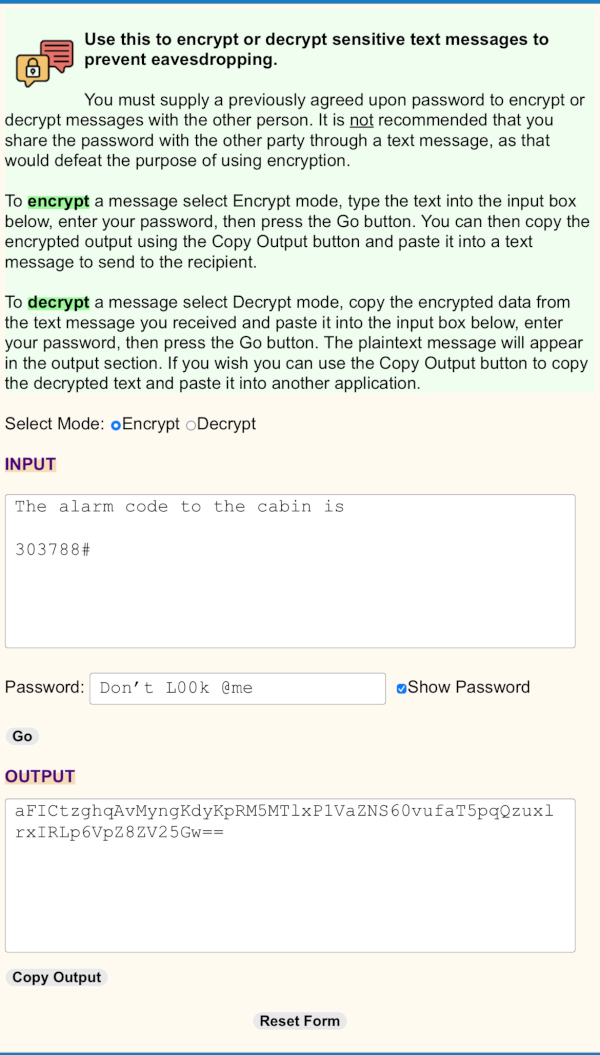 Use this to encrypt or decrypt sensitive text messages to
prevent eavesdropping.
You must supply a previously agreed upon password to encrypt or
decrypt messages with the other person. It is not recommended that you
share the password with the other party through a text message, as that
would defeat the purpose of using encryption.
To encrypt a message select Encrypt mode, type the text into the input box
below, enter your password, then press the Go button. You can then copy the
encrypted output using the Copy Output button and paste it into a text
message to send to the recipient.
To decrypt a message select Decrypt mode, copy the encrypted data from
the text message you received and paste it into the input box below, enter
your password, then press the Go button. The plaintext message will appear
in the output section. If you wish you can use the Copy Output button to copy
the decrypted text and paste it into another application.
Select Mode: Encrypt Decrypt
INPUT
The alarm code to the cabin is
303788#
Password: Don’t L00k @me Show Password
Go
OUTPUT
aFICtzghqAvMyngKdyKpRM5MTlxP1VaZNS60vufaT5pqQzuxl
rxIRLp6VpZ8ZV25Gw==
Copy Output
Reset Form